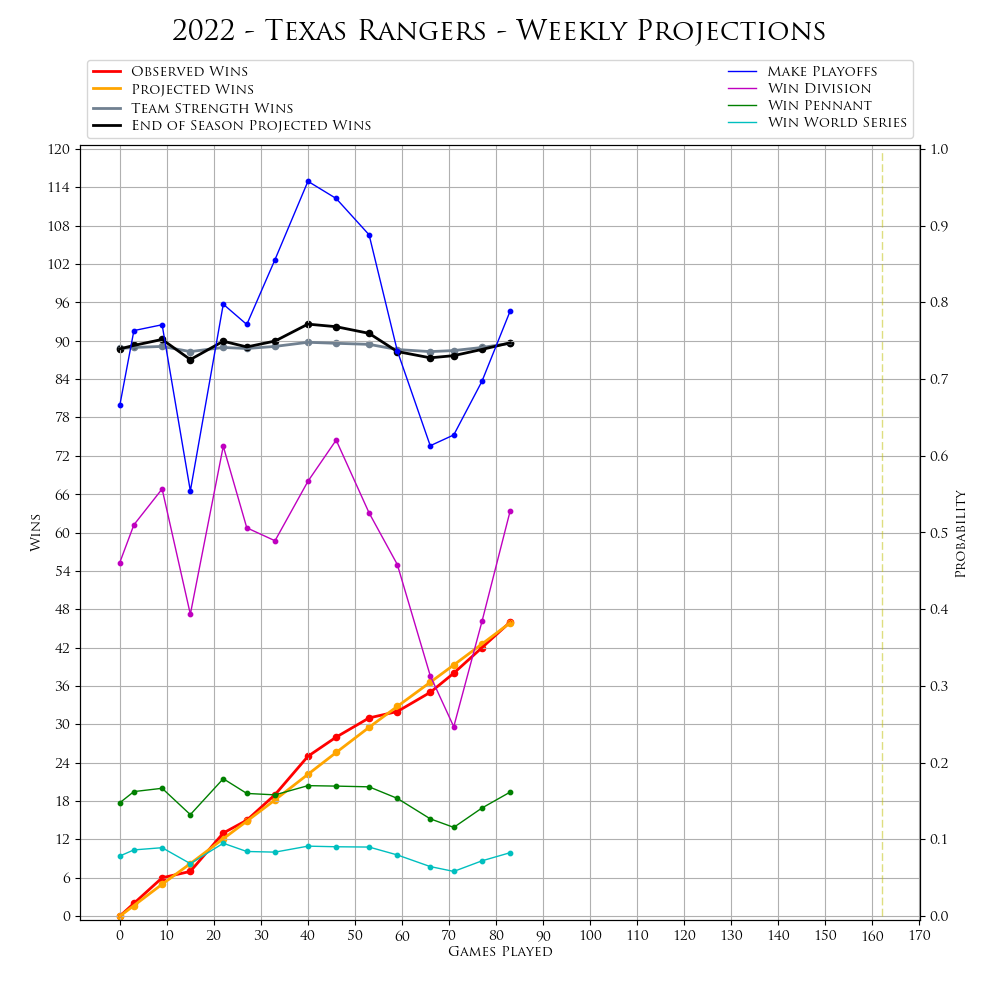 2022 - Texas Rangers - Weekly Projections
Observed Wins
Projected Wins
Team Strength Wins
End of Season Projected Wins
Make Playoffs
Win Division
Win Pennant
Win World Series
120
114
108
102
96
90
84
78
72
66
60
54
48
42
36
30
24
18
12
6
0
Wins
1.0
0.9
0.8
0.7
0.6
0.5
0.4
0.3
0.2
0.1
0.0
Probability
0 10 20 30 40 50 60 70 80 90 100 110 120 130 140 150 160 170
Games Played